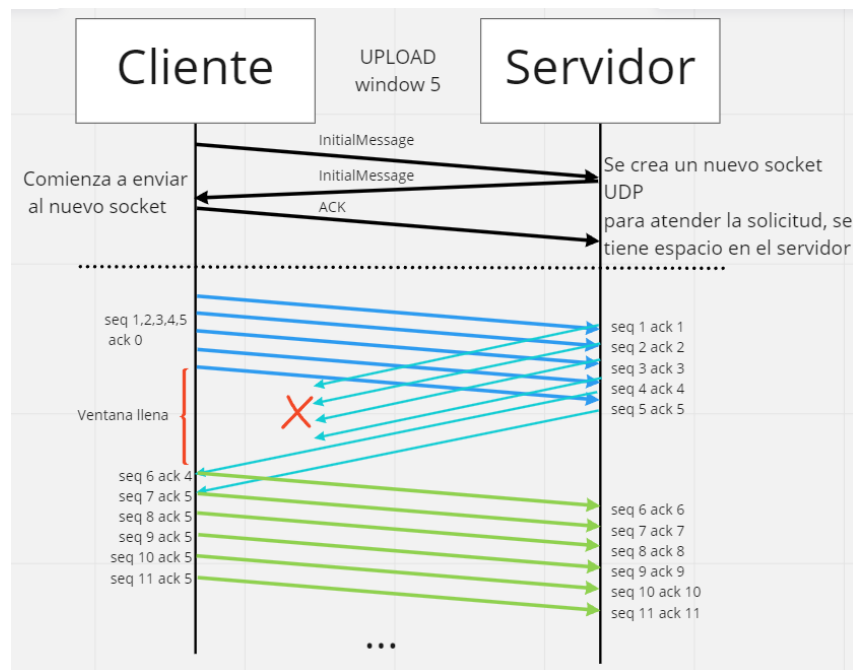 Cliente
UPLOAD
window 5
Servidor
InitialMessage
InitialMessage
ACK
Comienza a enviar
al nuevo socket
Se crea un nuevo socket
UDP
para atender la solicitud, se
tiene espacio en el servidor
seq 1,2,3,4,5
ack 0
seq 1 ack 1
seq 2 ack 2
seq 3 ack 3
seq 4 ack 4
seq 5 ack 5
Ventana llena
seq 6 ack 4
seq 7 ack 5
seq 8 ack 5
seq 9 ack 5
seq 10 ack 5
seq 11 ack 5
seq 6 ack 6
seq 7 ack 7
seq 8 ack 8
seq 9 ack 9
seq 10 ack 10
seq 11 ack 11
...